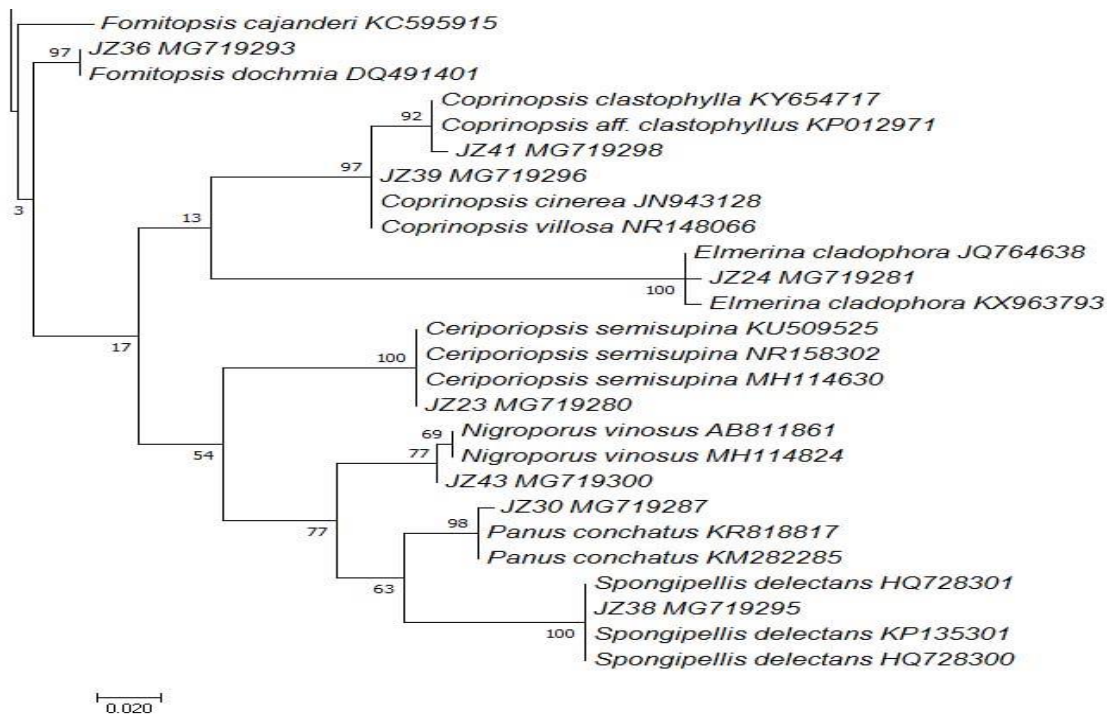 Fomitopsis cajanderi KC595915
97
JZ36 MG719293
Fomitopsis dochmia DQ491401
Coprinopsis clastophylla KY654717
92
Coprinopsis aff. clastophyllus KP012971
JZ41 MG719298
97
JZ39 MG719296
Coprinopsis cinerea JN943128
3
13
Coprinopsis villosa NR148066
Elmerina cladophora JQ764638
JZ24 MG719281
100
Elmerina cladophora KX963793
Ceriporiopsis semisupina KU509525
17
100
Ceriporiopsis semisupina NR158302
Ceriporiopsis semisupina MH114630
JZ23 MG719280
Nigroporus vinosus AB811861
69
54
77
Nigroporus vinosus MH114824
JZ43 MG719300
JZ30 MG719287
77
98
Panus conchatus KR818817
Panus conchatus KM282285
63
Spongipellis delectans HQ728301
JZ38 MG719295
100
Spongipellis delectans KP135301
Spongipellis delectans HQ728300
0.020